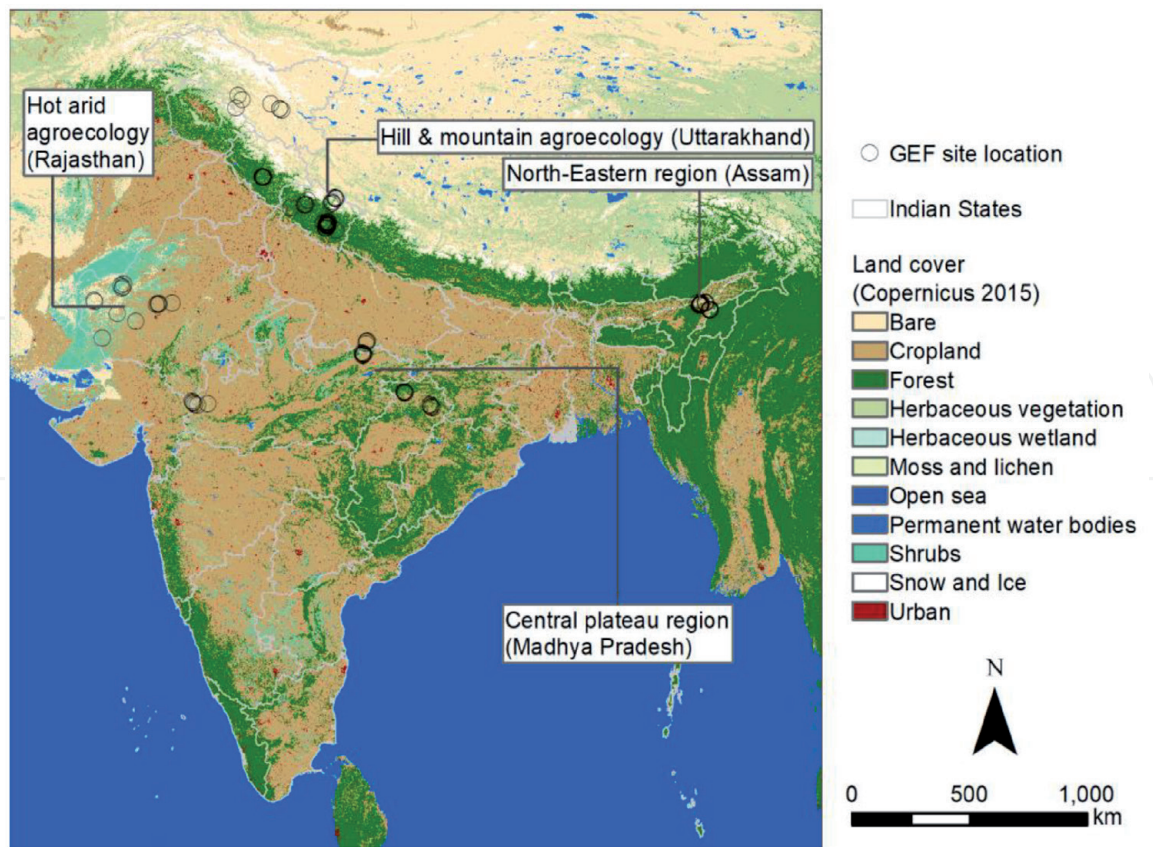 Hot arid
agroecology
(Rajasthan)
Hill & mountain agroecology (Uttarakhand)
North-Eastern region (Assam)
Central plateau region
(Madhya Pradesh)
GEF site location
Indian States
Land cover
(Copernicus 2015)
Bare
Cropland
Forest
Herbaceous vegetation
Herbaceous wetland
Moss and lichen
Open sea
Permanent water bodies
Shrubs
Snow and Ice
Urban
N
0 500 1,000
km